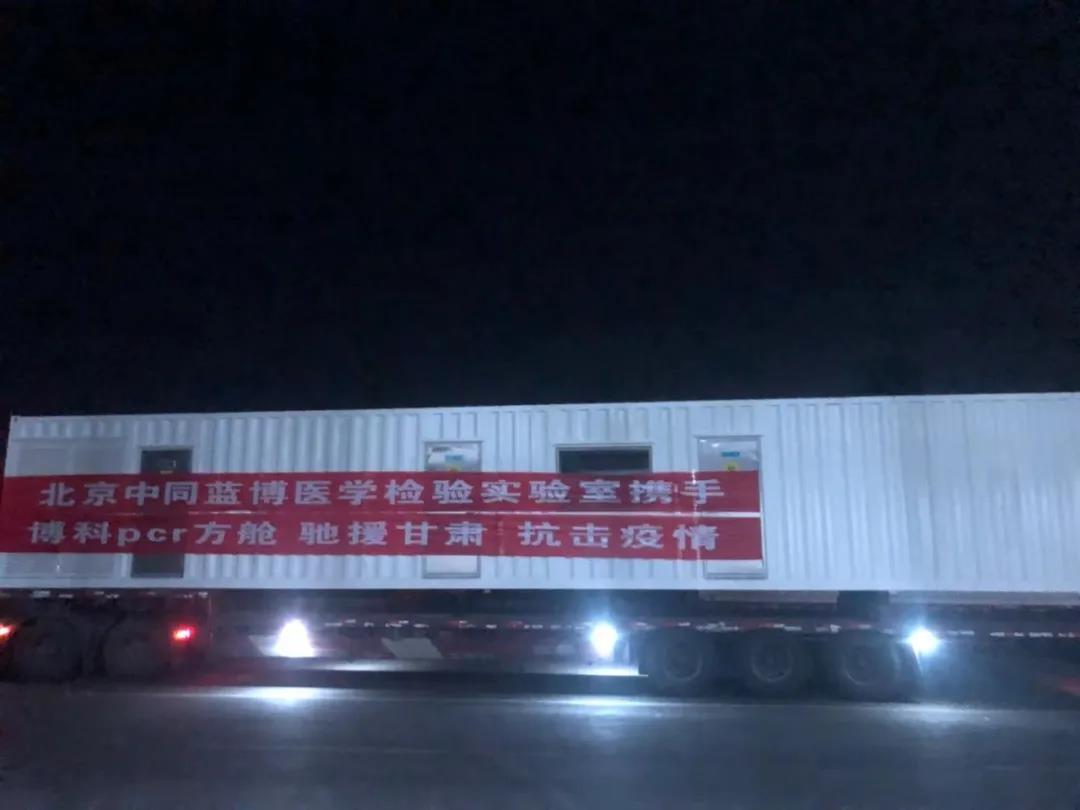 北京中同蓝博医学检验实验室携手
博科pcr方舱 驰援甘肃 抗击疫情